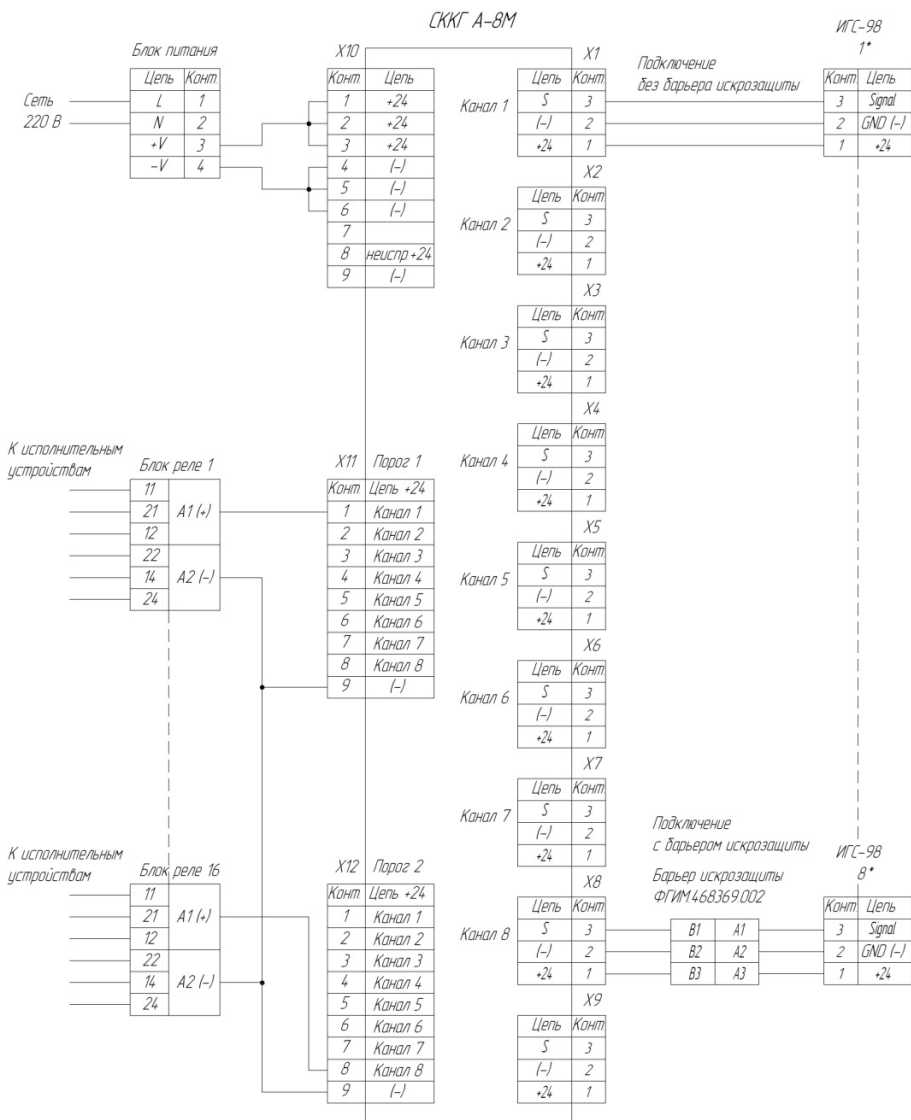 СККГ А-8М
Сеть
220 В
Блок питания
Цепь Конт.
L 1
N 2
+V 3
-V 4
X10
Конт. Цепь
1 +24
2 +24
3 +24
4 (-)
5 (-)
6 (-)
7
8 неиспр.+24
9 (-)
К исполнительным
устройствам
Блок реле 1
11
21 A1 (+)
12
22
14 A2 (-)
24
X11 Порог 1
Конт. Цепь +24
1 Канал 1
2 Канал 2
3 Канал 3
4 Канал 4
5 Канал 5
6 Канал 6
7 Канал 7
8 Канал 8
9 (-)
К исполнительным
устройствам
Блок реле 16
11
21 A1 (+)
12
22
14 A2 (-)
24
X12 Порог 2
Конт. Цепь +24
1 Канал 1
2 Канал 2
3 Канал 3
4 Канал 4
5 Канал 5
6 Канал 6
7 Канал 7
8 Канал 8
9 (-)
X1
Канал 1
Цепь Конт.
S 3
(-) 2
+24 1
X2
Канал 2
Цепь Конт.
S 3
(-) 2
+24 1
X3
Канал 3
Цепь Конт.
S 3
(-) 2
+24 1
X4
Канал 4
Цепь Конт.
S 3
(-) 2
+24 1
X5
Канал 5
Цепь Конт.
S 3
(-) 2
+24 1
X6
Канал 6
Цепь Конт.
S 3
(-) 2
+24 1
X7
Канал 7
Цепь Конт.
S 3
(-) 2
+24 1
X8
Канал 8
Цепь Конт.
S 3
(-) 2
+24 1
X9
Цепь Конт.
S 3
(-) 2
+24 1
Подключение
без барьера искрозащиты
ИГС-98
1*
Конт. Цепь
3 Signal
2 GND (-)
1 +24
Подключение
с барьером искрозащиты
Барьер искрозащиты
ФГИМ.468369.002
B1 A1
B2 A2
B3 A3
ИГС-98
8*
Конт. Цепь
3 Signal
2 GND (-)
1 +24